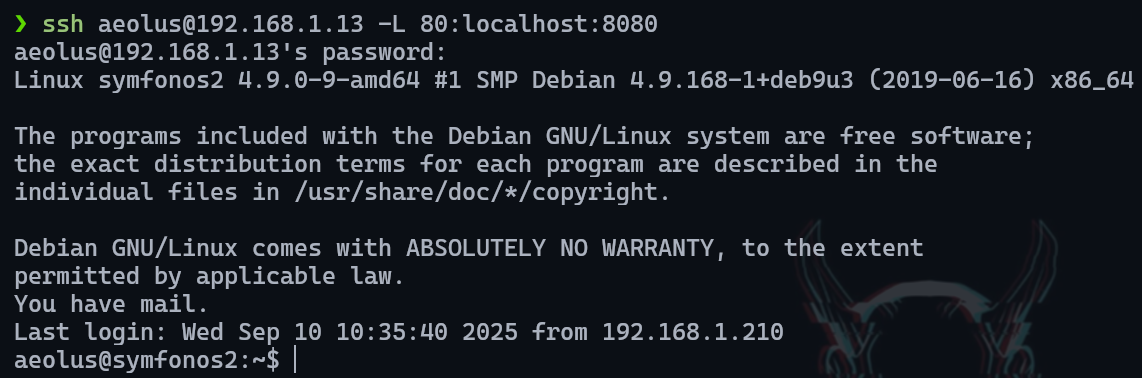 ❯ ssh aeolus@192.168.1.13 -L 80:localhost:8080
aeolus@192.168.1.13's password:
Linux symfonos2 4.9.0-9-amd64 #1 SMP Debian 4.9.168-1+deb9u3 (2019-06-16) x86_64
The programs included with the Debian GNU/Linux system are free software;
the exact distribution terms for each program are described in the
individual files in /usr/share/doc/*/copyright.
Debian GNU/Linux comes with ABSOLUTELY NO WARRANTY, to the extent
permitted by applicable law.
You have mail.
Last login: Wed Sep 10 10:35:40 2025 from 192.168.1.210
aeolus@symfonos2:~$